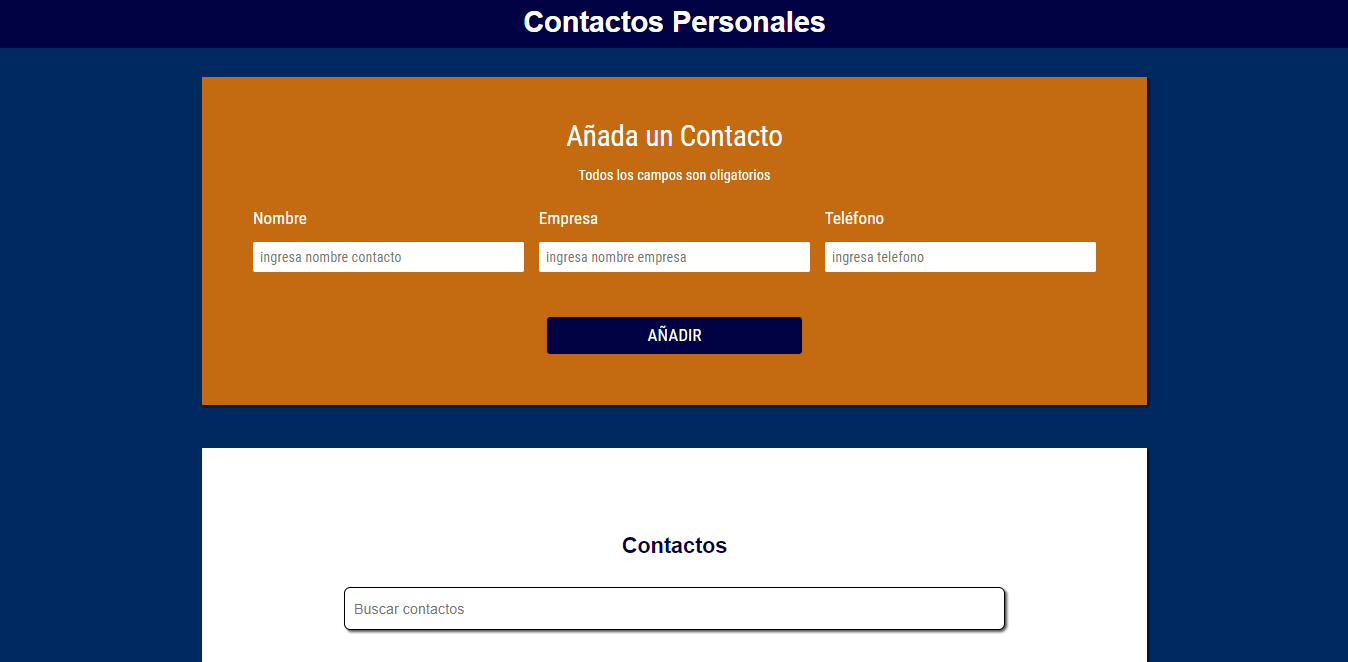 Contactos Personales
Añada un Contacto
Todos los campos son oligatorios
Nombre Empresa Teléfono
ingresa nombre contacto ingresa nombre empresa ingresa telefono
AÑADIR
Contactos
Buscar contactos